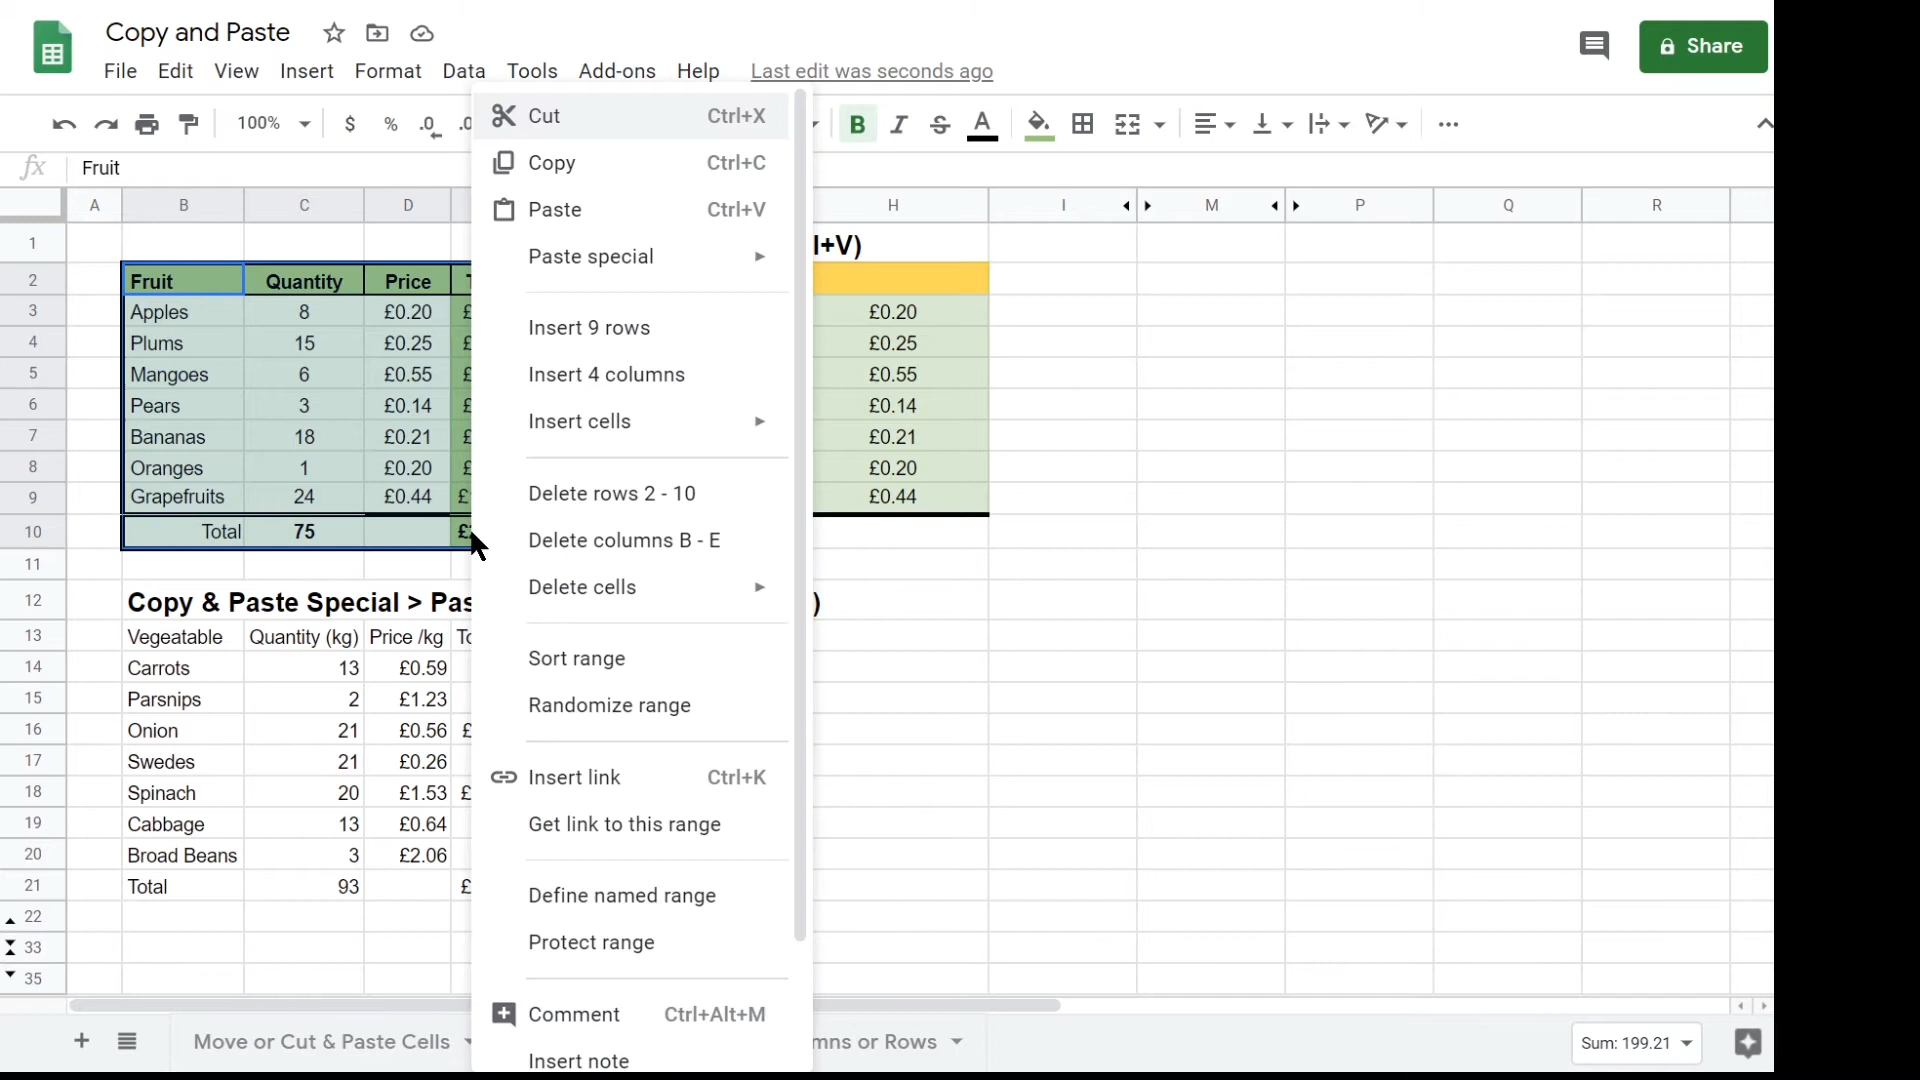 Copy and Paste
Share
File Edit View Insert Format Data Tools Add-ons Help Last edit was seconds ago
100% $ % .0 .0 B I S A
fx Fruit
A B C D H I M P Q R
1 l+V)
2 Fruit Quantity Price
3 Apples 8 £0.20 £ £0.20
4 Plums 15 £0.25 £ £0.25
5 Mangoes 6 £0.55 £ £0.55
6 Pears 3 £0.14 £ £0.14
7 Bananas 18 £0.21 £ £0.21
8 Oranges 1 £0.20 £ £0.20
9 Grapefruits 24 £0.44 £ £0.44
10 Total 75 £
11
12 Copy & Paste Special > Pas )
13 Vegeatable Quantity (kg) Price /kg To
14 Carrots 13 £0.59
15 Parsnips 2 £1.23
16 Onion 21 £0.56 £
17 Swedes 21 £0.26
18 Spinach 20 £1.53 £
19 Cabbage 13 £0.64
20 Broad Beans 3 £2.06
21 Total 93 £
22
33
35
Cut Ctrl+X
Copy Ctrl+C
Paste Ctrl+V
Paste special
Insert 9 rows
Insert 4 columns
Insert cells
Delete rows 2 - 10
Delete columns B - E
Delete cells
Sort range
Randomize range
Insert link Ctrl+K
Get link to this range
Define named range
Protect range
Comment Ctrl+Alt+M
Insert note
Move or Cut & Paste Cells mns or Rows Sum: 199.21